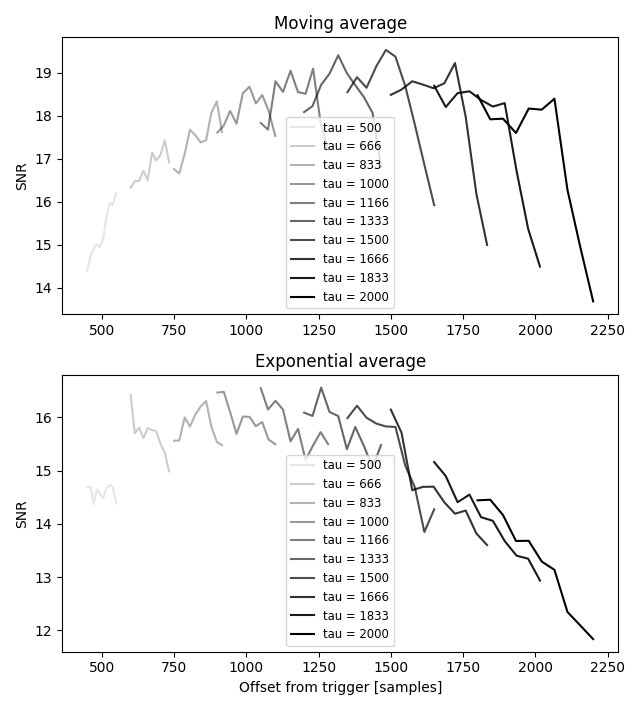 Moving average
SNR
19
18
17
16
15
14
tau = 500
tau = 666
tau = 833
tau = 1000
tau = 1166
tau = 1333
tau = 1500
tau = 1666
tau = 1833
tau = 2000
500 750 1000 1250 1500 1750 2000 2250
Exponential average
SNR
16
15
14
13
12
tau = 500
tau = 666
tau = 833
tau = 1000
tau = 1166
tau = 1333
tau = 1500
tau = 1666
tau = 1833
tau = 2000
500 750 1000 1250 1500 1750 2000 2250
Offset from trigger [samples]